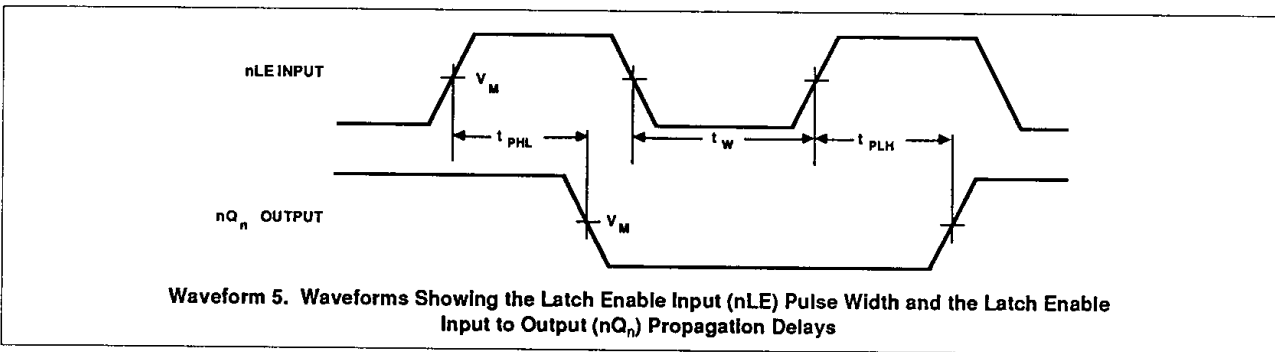 nLE INPUT
V_M
t_PHL
t_W
t_PLH
nQ_n OUTPUT
V_M
Waveform 5. Waveforms Showing the Latch Enable Input (nLE) Pulse Width and the Latch Enable
Input to Output (nQ_n) Propagation Delays